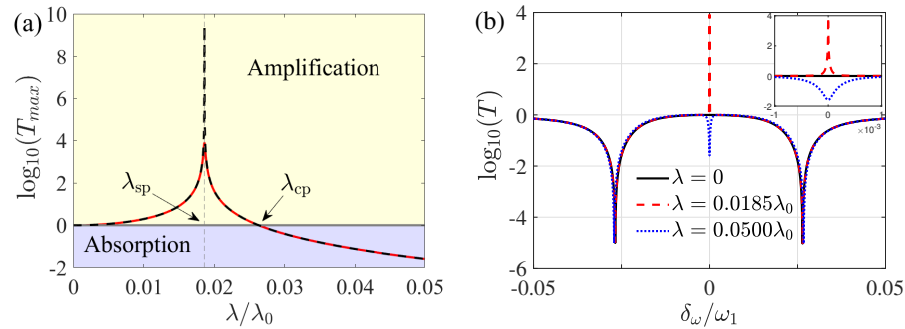 (a)
10
8
6
4
2
0
-2
log₁₀(Tₘₐₓ)
Amplification
λsp
λcp
Absorption
0
0.01
0.02
0.03
0.04
0.05
λ/λ₀
(b)
4
2
0
-2
-4
-6
log₁₀(T)
4
2
0
-2
-1
0
1
×10⁻³
λ = 0
λ = 0.0185λ₀
λ = 0.0500λ₀
-0.05
0
0.05
δω/ω₁